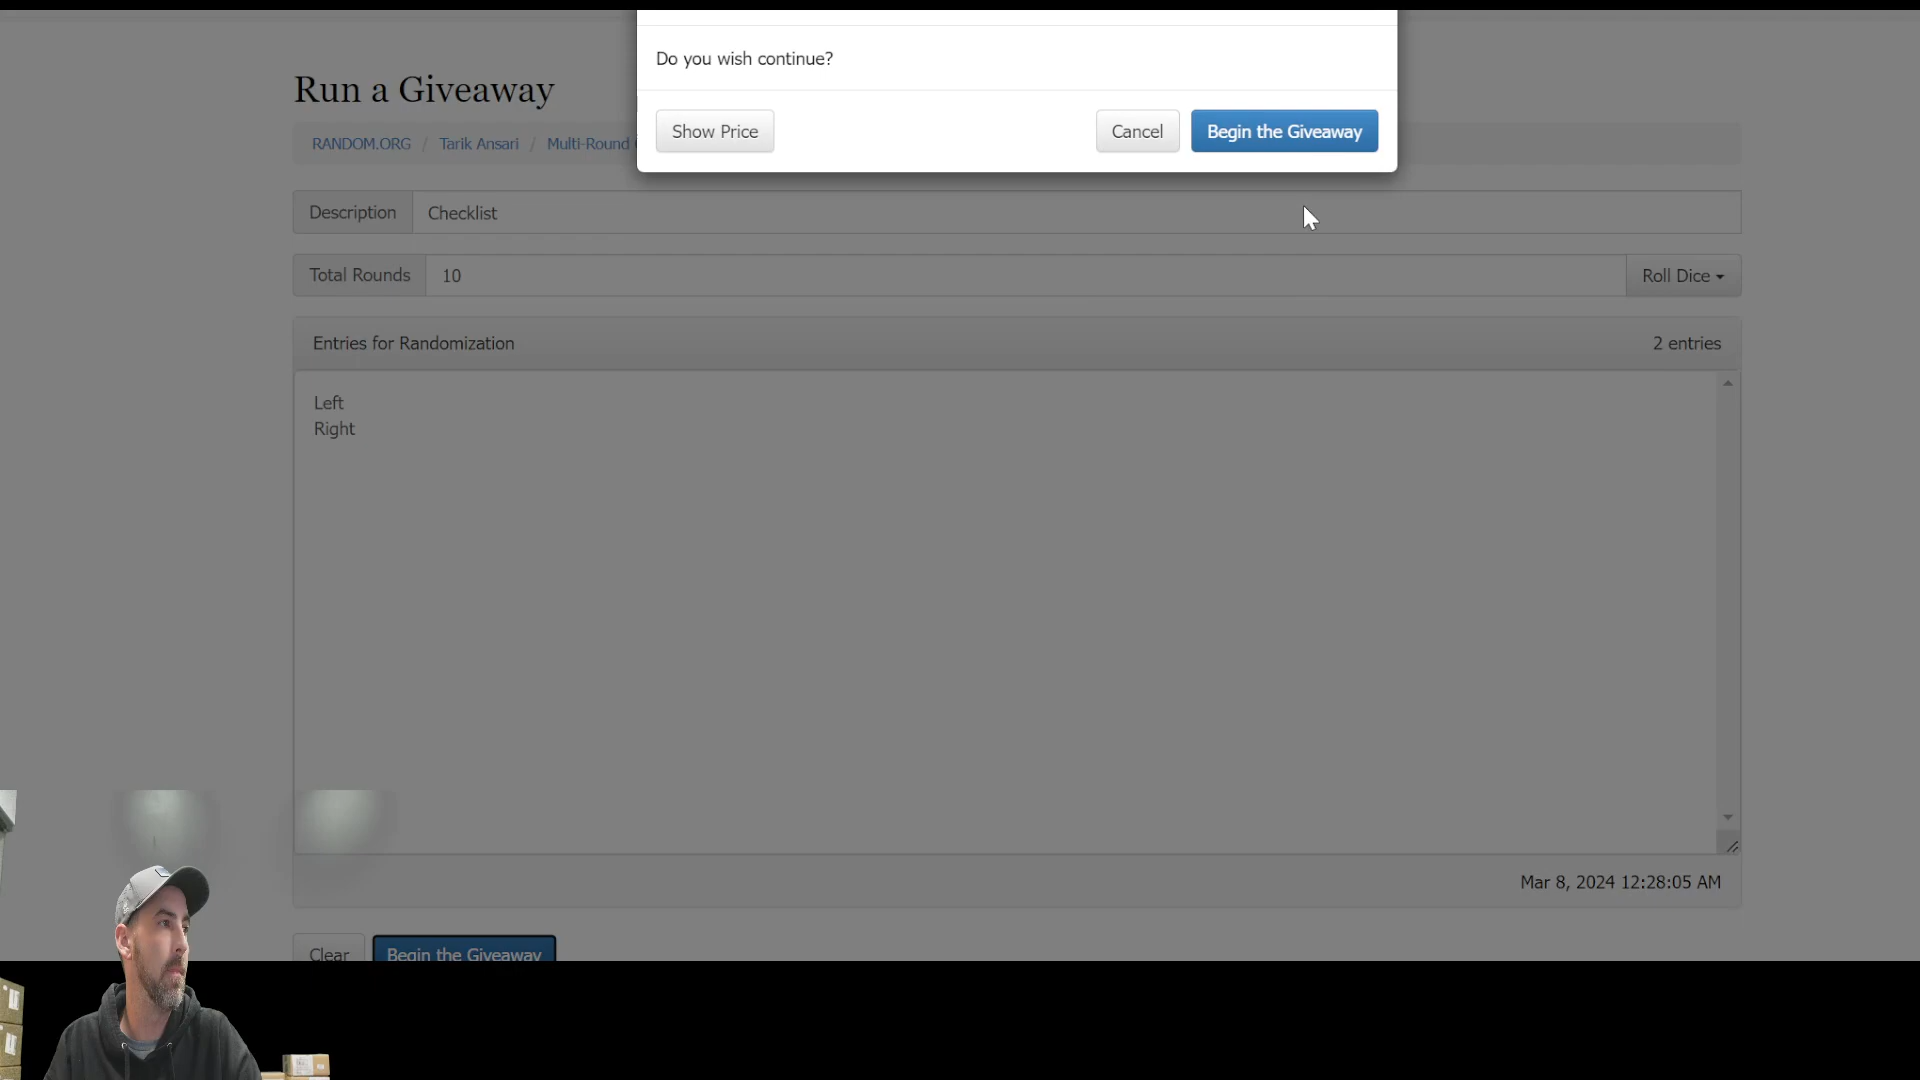 Do you wish continue?
Show Price
Cancel
Begin the Giveaway
Run a Giveaway
RANDOM.ORG / Tarik Ansari / Multi-Round
Description
Checklist
Total Rounds
10
Roll Dice
Entries for Randomization
2 entries
Left
Right
Mar 8, 2024 12:28:05 AM
Clear
Begin the Giveaway